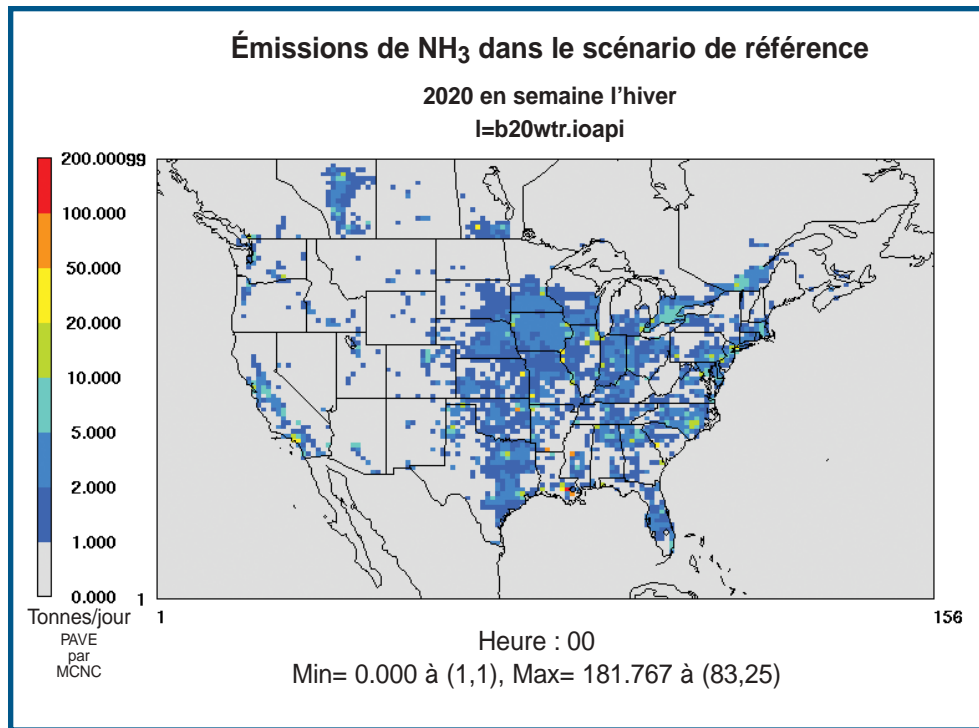 Émissions de NH3 dans le scénario de référence
2020 en semaine l'hiver
l=b20wtr.ioapi
200.000
100.000
50.000
20.000
10.000
5.000
2.000
1.000
0.000
Tonnes/jour
PAVE
par
MCNC
99
1
1
156
Heure : 00
Min= 0.000 à (1,1), Max= 181.767 à (83,25)